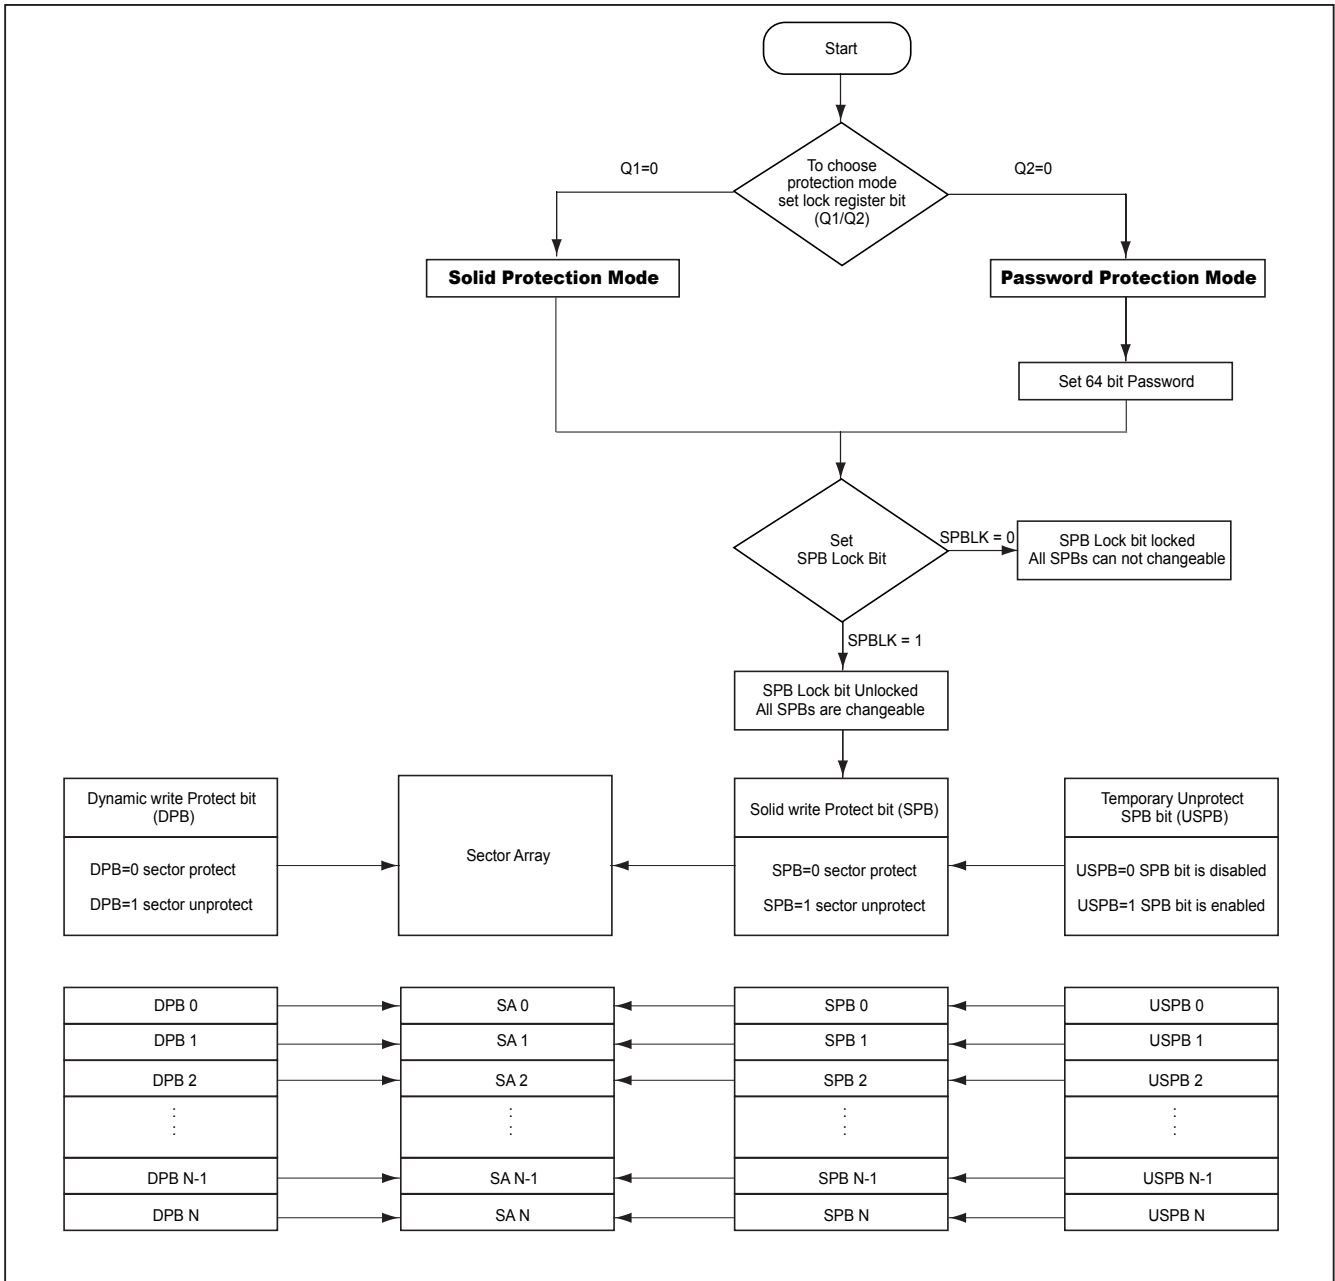 Start
To choose
protection mode
set lock register bit
(Q1/Q2)
Q1=0
Q2=0
Solid Protection Mode
Password Protection Mode
Set 64 bit Password
Set
SPB Lock Bit
SPBLK = 0
SPB Lock bit locked
All SPBs can not changeable
SPBLK = 1
SPB Lock bit Unlocked
All SPBs are changeable
Dynamic write Protect bit
(DPB)
DPB=0 sector protect
DPB=1 sector unprotect
Sector Array
Solid write Protect bit (SPB)
SPB=0 sector protect
SPB=1 sector unprotect
Temporary Unprotect
SPB bit (USPB)
USPB=0 SPB bit is disabled
USPB=1 SPB bit is enabled
DPB 0
SA 0
SPB 0
USPB 0
DPB 1
SA 1
SPB 1
USPB 1
DPB 2
SA 2
SPB 2
USPB 2
DPB N-1
SA N-1
SPB N-1
USPB N-1
DPB N
SA N
SPB N
USPB N